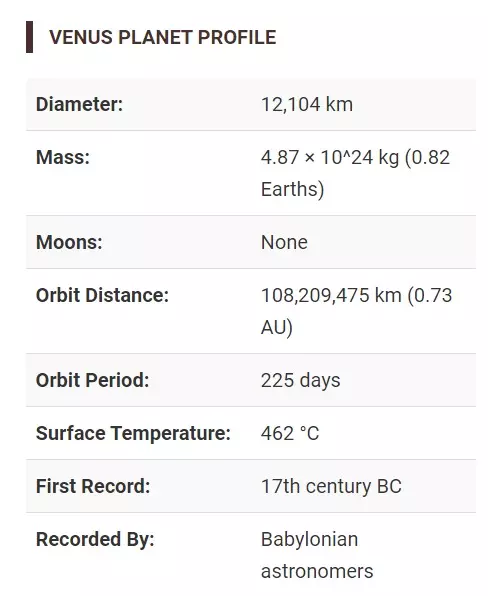 VENUS PLANET PROFILE
Diameter: 12,104 km
Mass: 4.87 × 10^24 kg (0.82
Earths)
Moons: None
Orbit Distance: 108,209,475 km (0.73
AU)
Orbit Period: 225 days
Surface Temperature: 462 °C
First Record: 17th century BC
Recorded By: Babylonian
astronomers